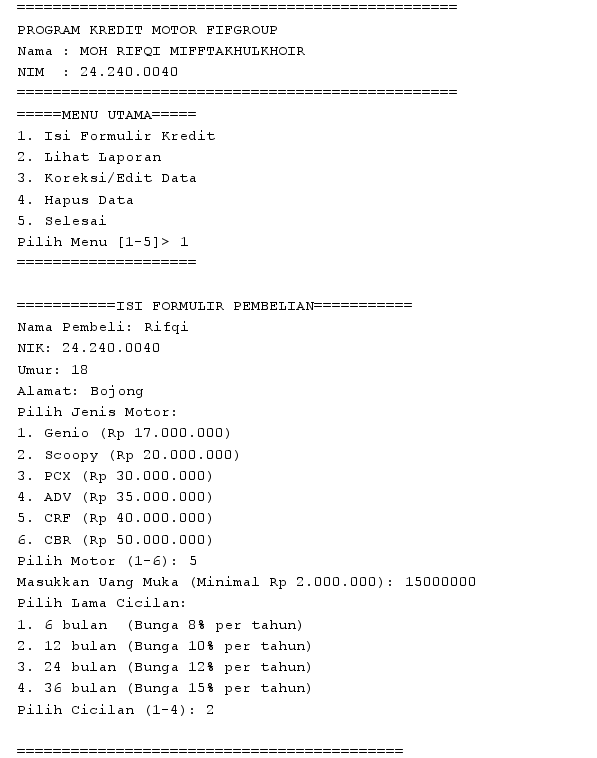 =================================================
PROGRAM KREDIT MOTOR FIFGROUP
Nama : MOH RIFQI MIFFTAKHULKHOIR
NIM  : 24.240.0040
=================================================
=====MENU UTAMA=====
1. Isi Formulir Kredit
2. Lihat Laporan
3. Koreksi/Edit Data
4. Hapus Data
5. Selesai
Pilih Menu [1-5]> 1
====================
===========ISI FORMULIR PEMBELIAN===========
Nama Pembeli: Rifqi
NIK: 24.240.0040
Umur: 18
Alamat: Bojong
Pilih Jenis Motor:
1. Genio (Rp 17.000.000)
2. Scoopy (Rp 20.000.000)
3. PCX (Rp 30.000.000)
4. ADV (Rp 35.000.000)
5. CRF (Rp 40.000.000)
6. CBR (Rp 50.000.000)
Pilih Motor (1-6): 5
Masukkan Uang Muka (Minimal Rp 2.000.000): 15000000
Pilih Lama Cicilan:
1. 6 bulan  (Bunga 8% per tahun)
2. 12 bulan (Bunga 10% per tahun)
3. 24 bulan (Bunga 12% per tahun)
4. 36 bulan (Bunga 15% per tahun)
Pilih Cicilan (1-4): 2
===========================================